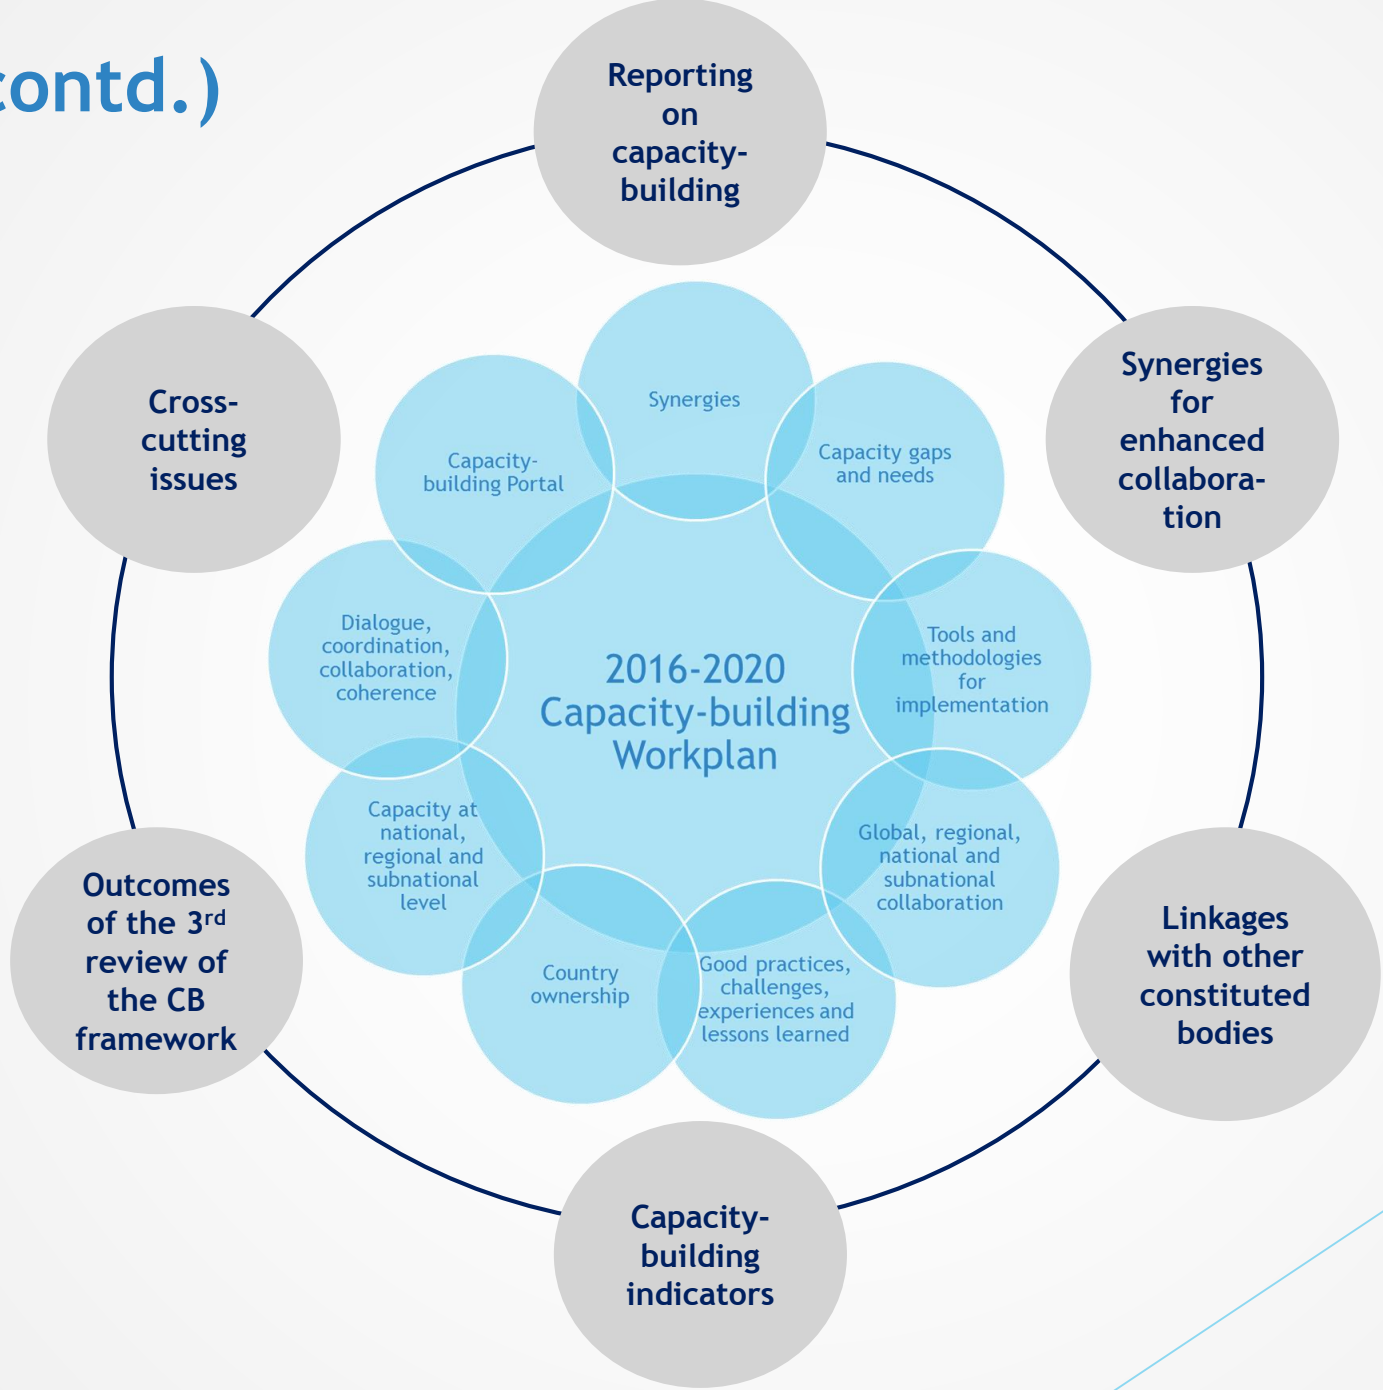 contd.)
Reporting
on
capacity-
building
Synergies
for
enhanced
collabora-
tion
Linkages
with other
constituted
bodies
Capacity-
building
indicators
Outcomes
of the 3rd
review of
the CB
framework
Cross-
cutting
issues
Synergies
Capacity gaps
and needs
Tools and
methodologies
for
implementation
Global, regional,
national and
subnational
collaboration
Good practices,
challenges,
experiences and
lessons learned
Country
ownership
Capacity at
national,
regional and
subnational
level
Dialogue,
coordination,
collaboration,
coherence
Capacity-
building Portal
2016-2020
Capacity-building
Workplan